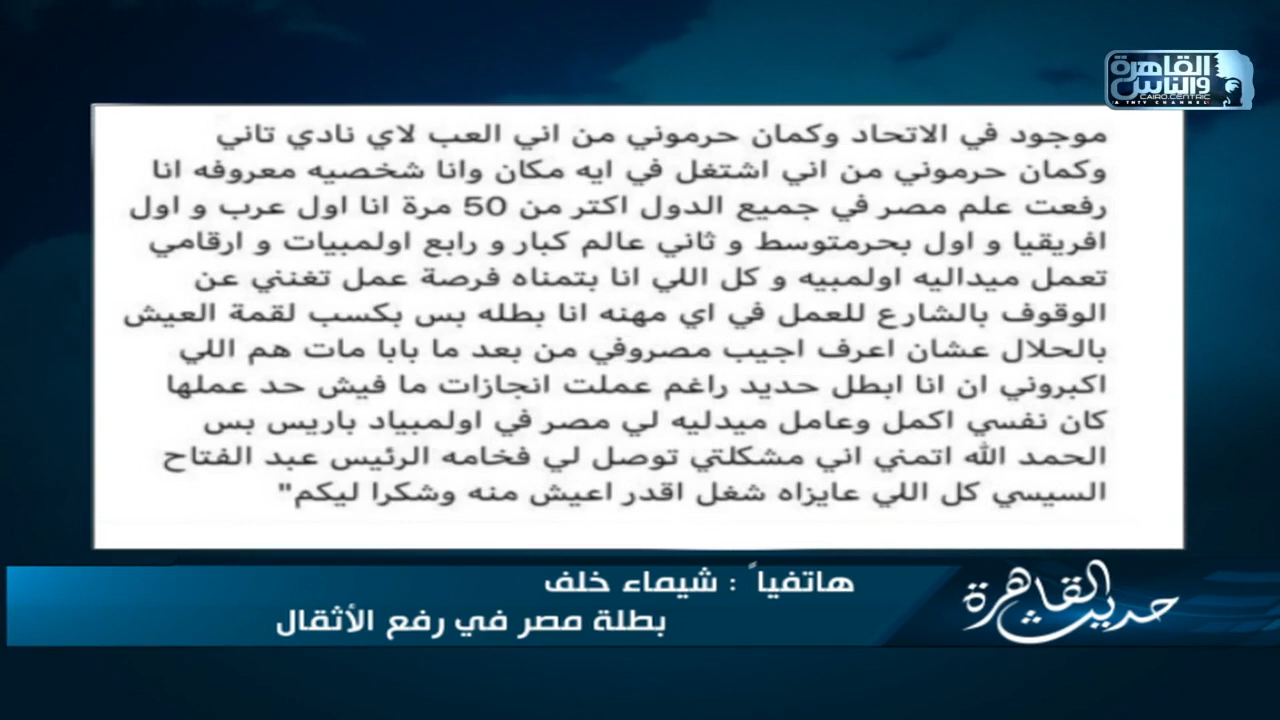 القاهرة
والناس
CAIRO.CENTRIC
A TNTV CHANNEL
موجود في الاتحاد وكمان حرموني من اني العب لاي نادي تاني
وكمان حرموني من اني اشتغل في ايه مكان وانا شخصيه معروفه انا
رفعت علم مصر في جميع الدول اكتر من 50 مرة انا اول عرب و اول
افريقيا و اول بحرمتوسط و ثاني عالم كبار و رابع اولمبيات و ارقامي
تعمل ميداليه اولمبيه و كل اللي انا بتمناه فرصة عمل تغنني عن
الوقوف بالشارع للعمل في اي مهنه انا بطله بس بكسب لقمة العيش
بالحلال عشان اعرف اجيب مصروفي من بعد ما بابا مات هم اللي
اكبروني ان انا ابطل حديد راغم عملت انجازات ما فيش حد عملها
كان نفسي اكمل وعامل ميدليه لي مصر في اولمبياد باريس بس
الحمد الله اتمني اني مشكلتي توصل لي فخامه الرئيس عبد الفتاح
السيسي كل اللي عايزاه شغل اقدر اعيش منه وشكرا ليكم"
هاتفياً : شيماء خلف
بطلة مصر في رفع الأثقال
حديث القاهرة